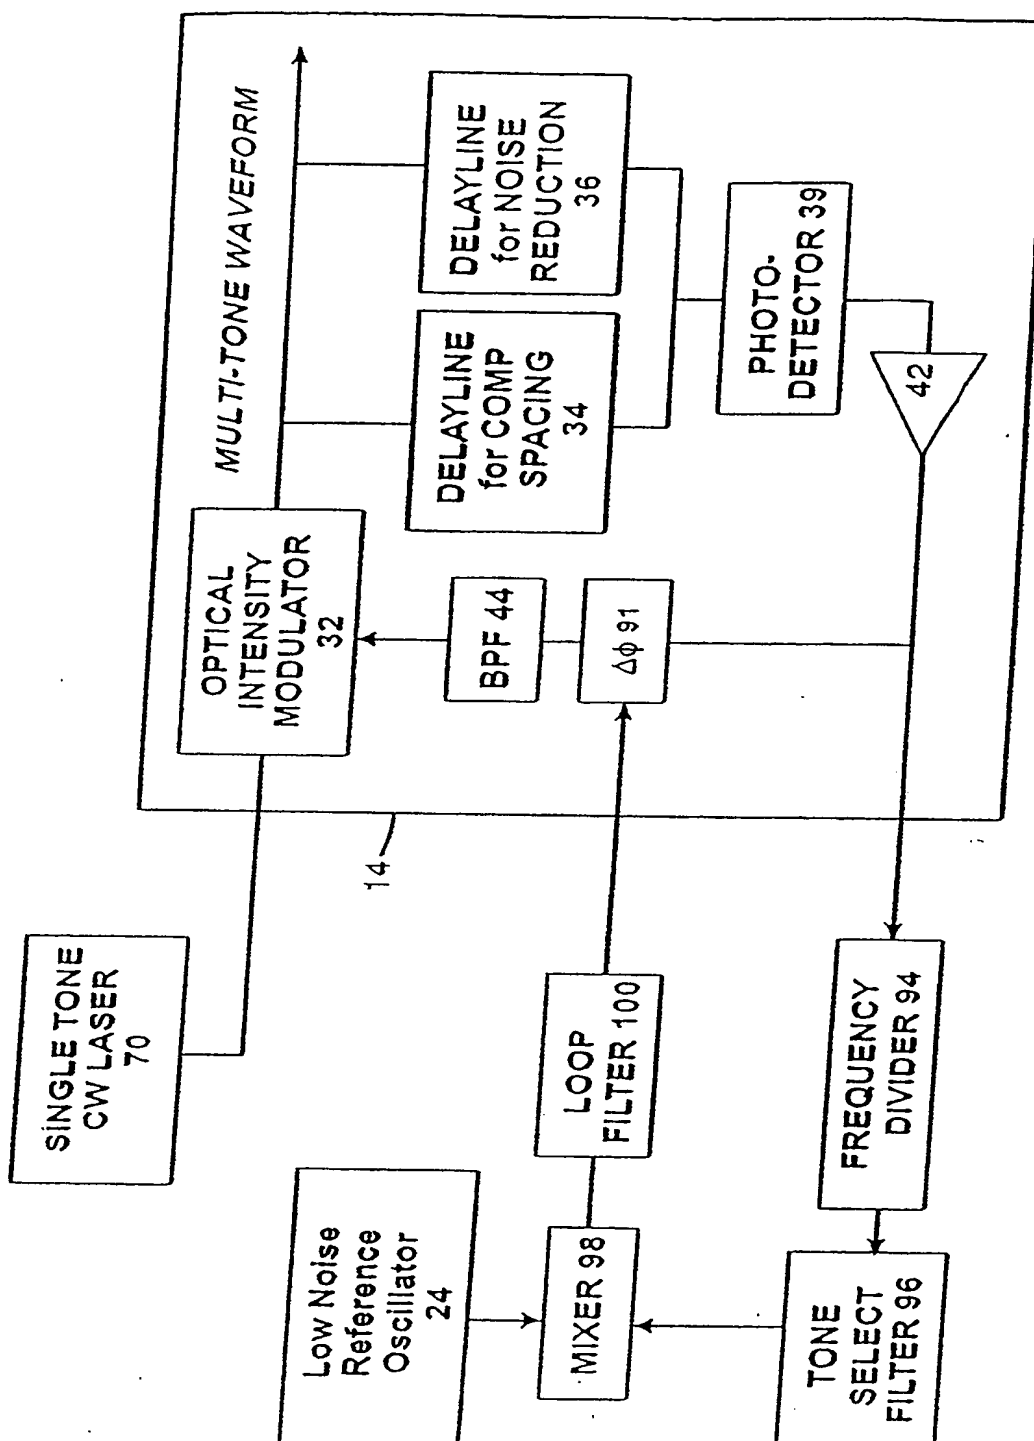 SINGLE TONE
CW LASER
70
Low Noise
Reference
Oscillator
24
MIXER 98
LOOP
FILTER 100
TONE
SELECT
FILTER 96
FREQUENCY
DIVIDER 94
14
OPTICAL
INTENSITY
MODULATOR
32
MULTI-TONE WAVEFORM
BPF 44
Δϕ 91
DELAYLINE
for COMP
SPACING
34
DELAYLINE
for NOISE
REDUCTION
36
PHOTO-
DETECTOR 39
42